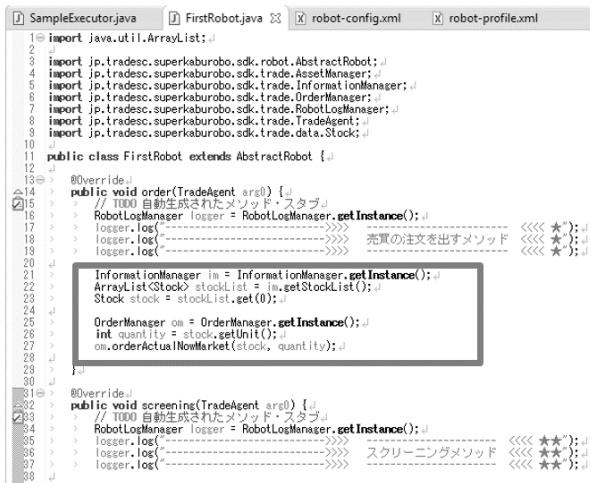 SampleExecutor.java FirstRobot.java robot-config.xml robot-profile.xml
1 import java.util.ArrayList;
2
3 import jp.tradesc.superkaburobo.sdk.robot.AbstractRobot;
4 import jp.tradesc.superkaburobo.sdk.trade.AssetManager;
5 import jp.tradesc.superkaburobo.sdk.trade.InformationManager;
6 import jp.tradesc.superkaburobo.sdk.trade.OrderManager;
7 import jp.tradesc.superkaburobo.sdk.trade.RobotLogManager;
8 import jp.tradesc.superkaburobo.sdk.trade.TradeAgent;
9 import jp.tradesc.superkaburobo.sdk.trade.data.Stock;
10
11 public class FirstRobot extends AbstractRobot {
12
13 @Override
14 public void order(TradeAgent arg0) {
15 // TODO 自動生成されたメソッド・スタブ
16 RobotLogManager logger = RobotLogManager.getInstance();
17 logger.log("------------------------------>>>> ------------------------ <<<< ★");
18 logger.log("------------------------------>>>> 売買の注文を出すメソッド <<<< ★");
19 logger.log("------------------------------>>>> ------------------------ <<<< ★");
20
21 InformationManager im = InformationManager.getInstance();
22 ArrayList<Stock> stockList = im.getStockList();
23 Stock stock = stockList.get(0);
24
25 OrderManager om = OrderManager.getInstance();
26 int quantity = stock.getUnit();
27 om.orderActualNowMarket(stock, quantity);
28
29 }
30
31 @Override
32 public void screening(TradeAgent arg0) {
33 // TODO 自動生成されたメソッド・スタブ
34 RobotLogManager logger = RobotLogManager.getInstance();
35 logger.log("------------------------------>>>> ---------------------- <<<< ★★");
36 logger.log("------------------------------>>>> スクリーニングメソッド <<<< ★★");
37 logger.log("------------------------------>>>> ---------------------- <<<< ★★");
38